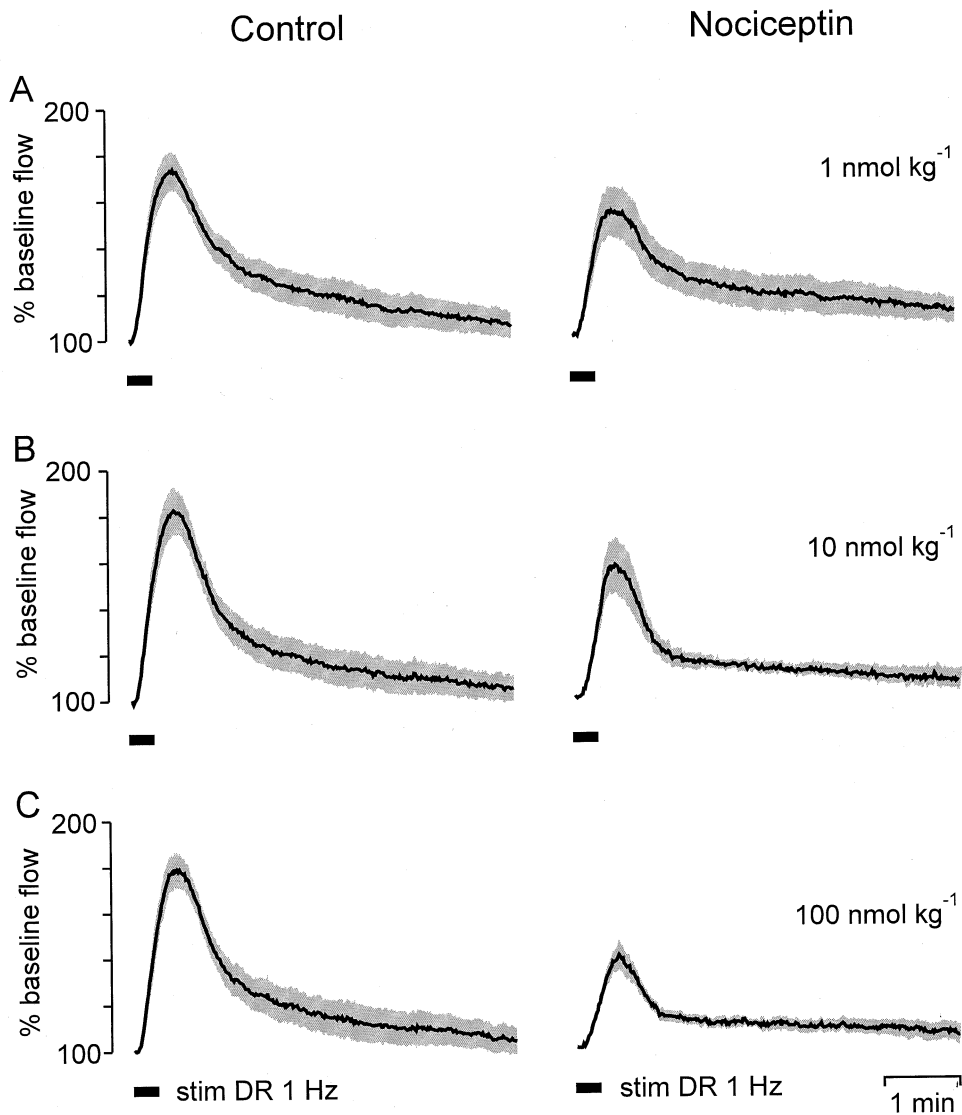 Control
Nociceptin
A
200
% baseline flow
100
1 nmol kg⁻¹
B
200
% baseline flow
100
10 nmol kg⁻¹
C
200
% baseline flow
100
100 nmol kg⁻¹
stim DR 1 Hz
stim DR 1 Hz
1 min